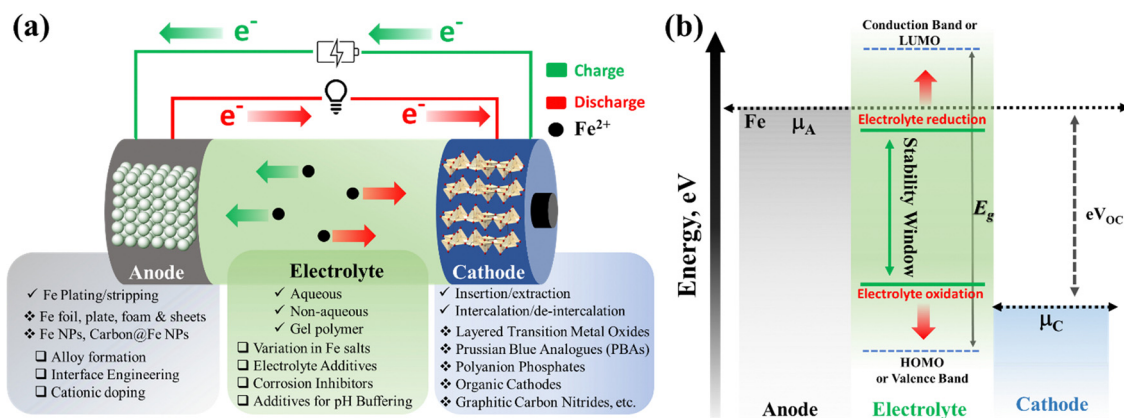 (a)
e⁻
e⁻
e⁻
e⁻
Charge
Discharge
Fe²⁺
Anode
Electrolyte
Cathode
✓ Fe Plating/stripping
❖ Fe foil, plate, foam & sheets
❖ Fe NPs, Carbon@Fe NPs
❑ Alloy formation
❑ Interface Engineering
❑ Cationic doping
✓ Aqueous
✓ Non-aqueous
✓ Gel polymer
❑ Variation in Fe salts
❑ Electrolyte Additives
❑ Corrosion Inhibitors
❑ Additives for pH Buffering
✓ Insertion/extraction
✓ Intercalation/de-intercalation
❖ Layered Transition Metal Oxides
❖ Prussian Blue Analogues (PBAs)
❖ Polyanion Phosphates
❖ Organic Cathodes
❖ Graphitic Carbon Nitrides, etc.
(b)
Energy, eV
Conduction Band or
LUMO
Fe
μA
Electrolyte reduction
Stability Window
Eg
eVOC
Electrolyte oxidation
μC
HOMO
or Valence Band
Anode
Electrolyte
Cathode